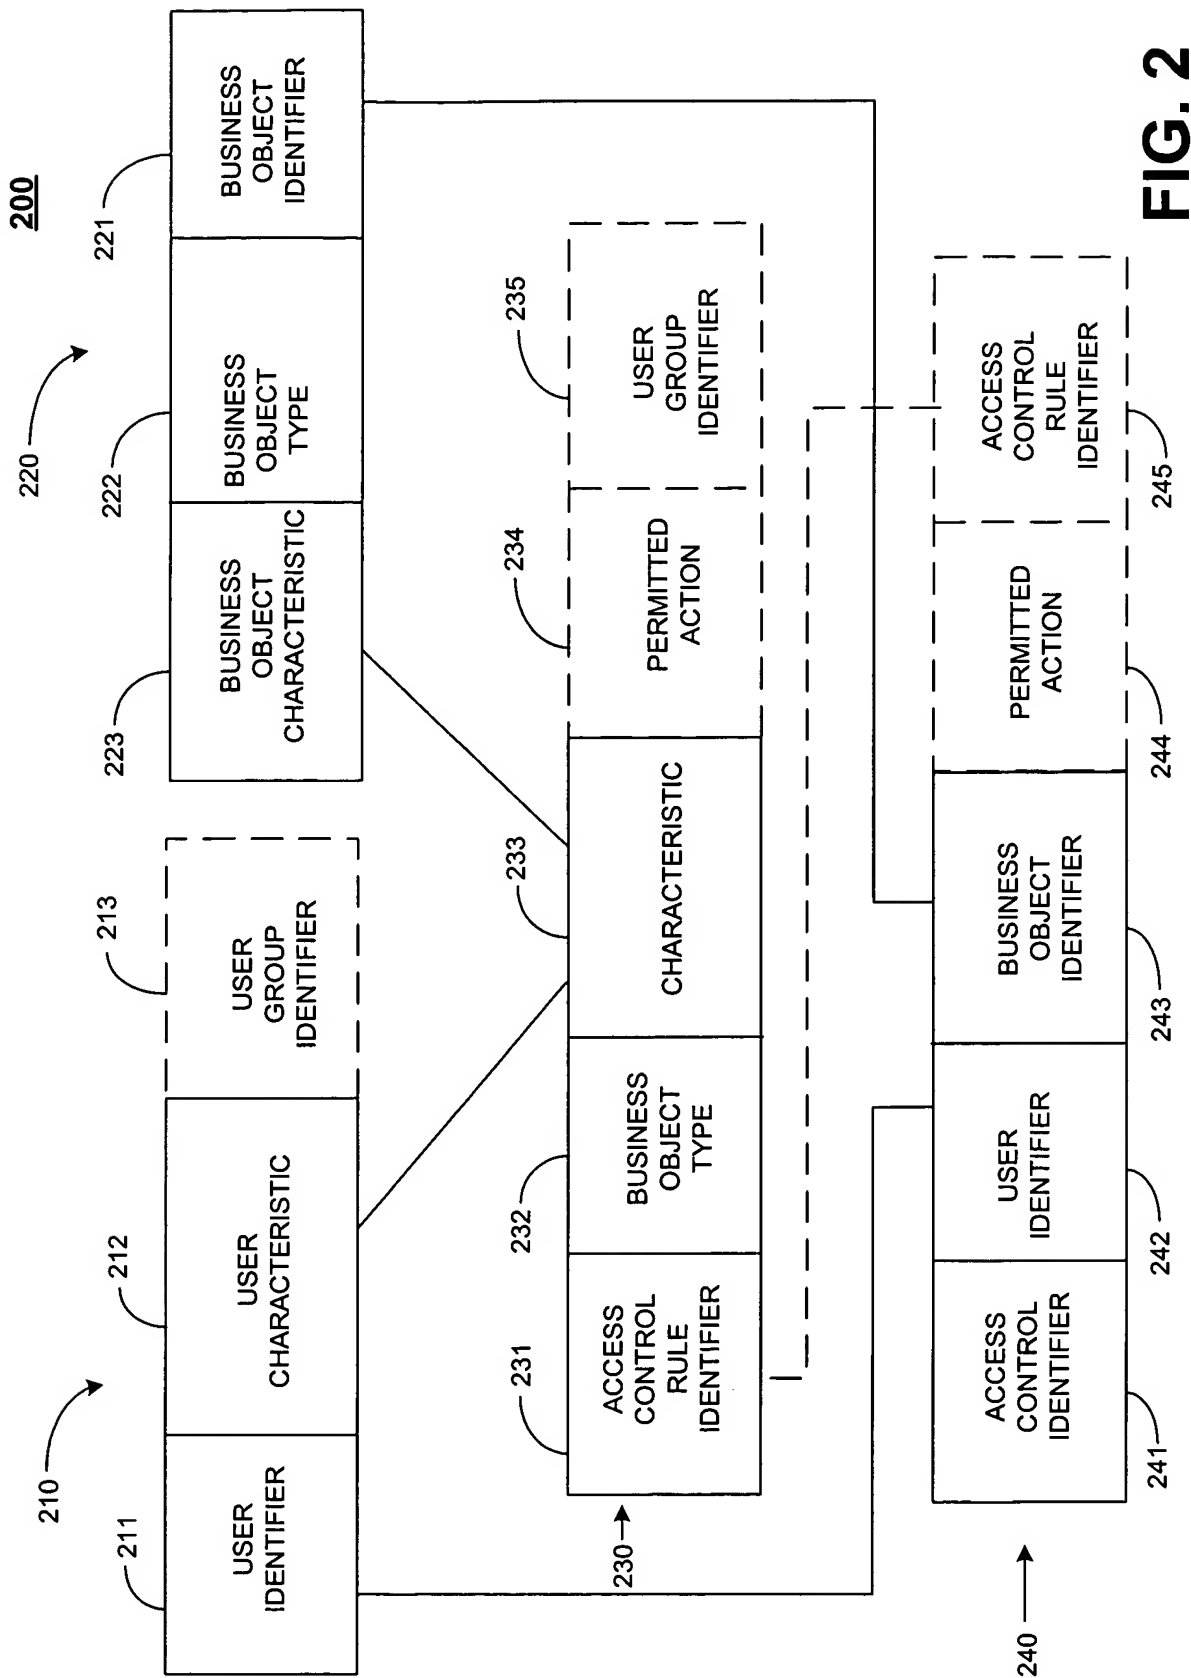 200
210
220
211
212
213
223
222
221
USER
IDENTIFIER
USER
CHARACTERISTIC
USER
GROUP
IDENTIFIER
BUSINESS
OBJECT
CHARACTERISTIC
BUSINESS
OBJECT
TYPE
BUSINESS
OBJECT
IDENTIFIER
230
231
232
233
234
235
ACCESS
CONTROL
RULE
IDENTIFIER
BUSINESS
OBJECT
TYPE
CHARACTERISTIC
PERMITTED
ACTION
USER
GROUP
IDENTIFIER
240
ACCESS
CONTROL
IDENTIFIER
USER
IDENTIFIER
BUSINESS
OBJECT
IDENTIFIER
PERMITTED
ACTION
ACCESS
CONTROL
RULE
IDENTIFIER
241
242
243
244
245
FIG. 2